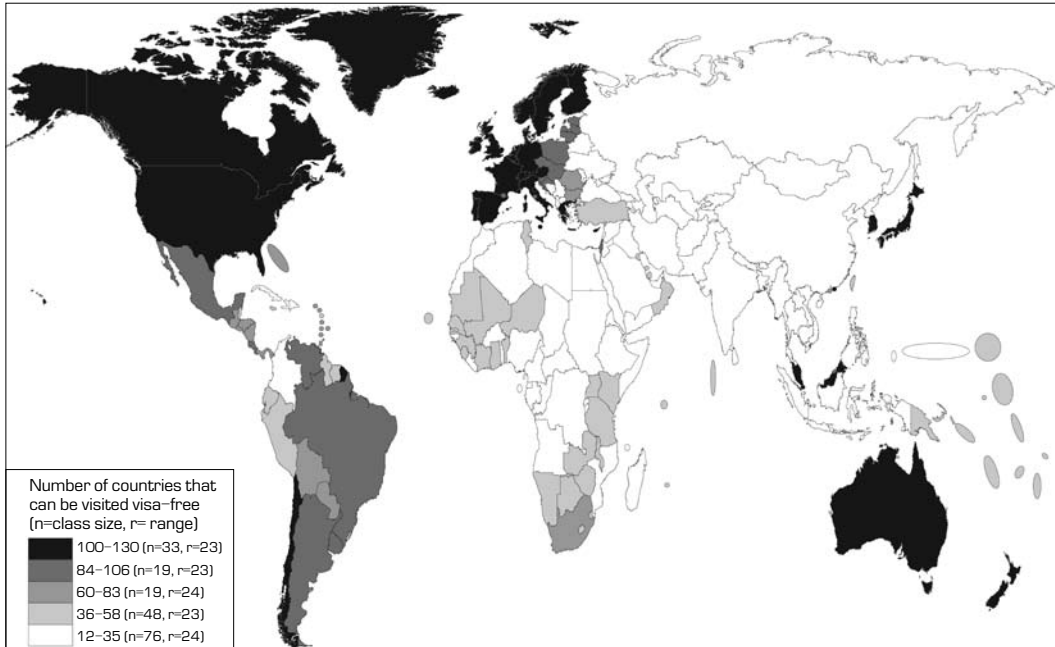 Number of countries that
can be visited visa–free
(n=class size, r= range)
100–130 (n=33, r=23)
84–106 (n=19, r=23)
60–83 (n=19, r=24)
36–58 (n=48, r=23)
12–35 (n=76, r=24)